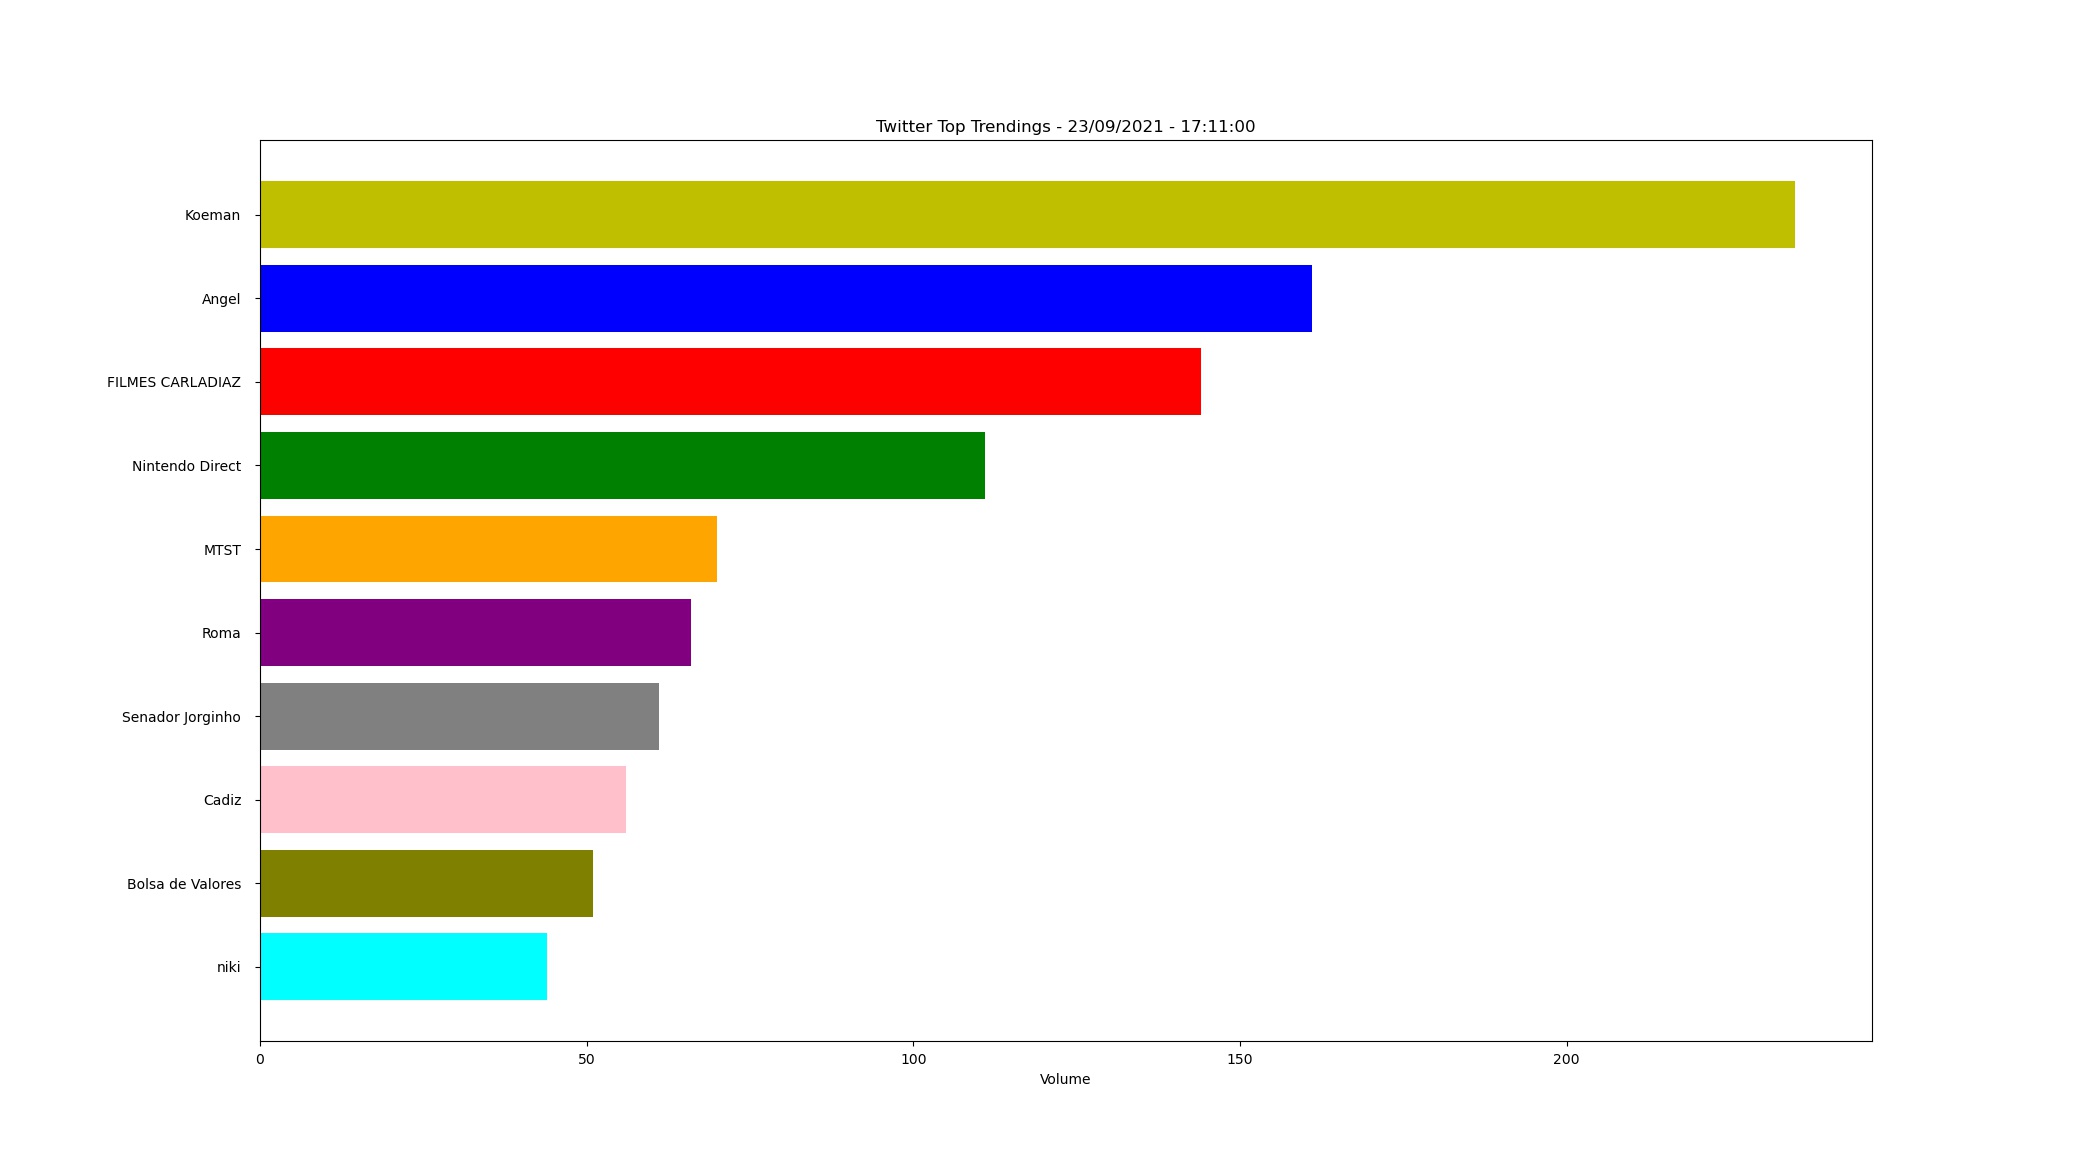 Twitter Top Trendings - 23/09/2021 - 17:11:00
Koeman
Angel
FILMES CARLADIAZ
Nintendo Direct
MTST
Roma
Senador Jorginho
Cadiz
Bolsa de Valores
niki
0 50 100 150 200
Volume